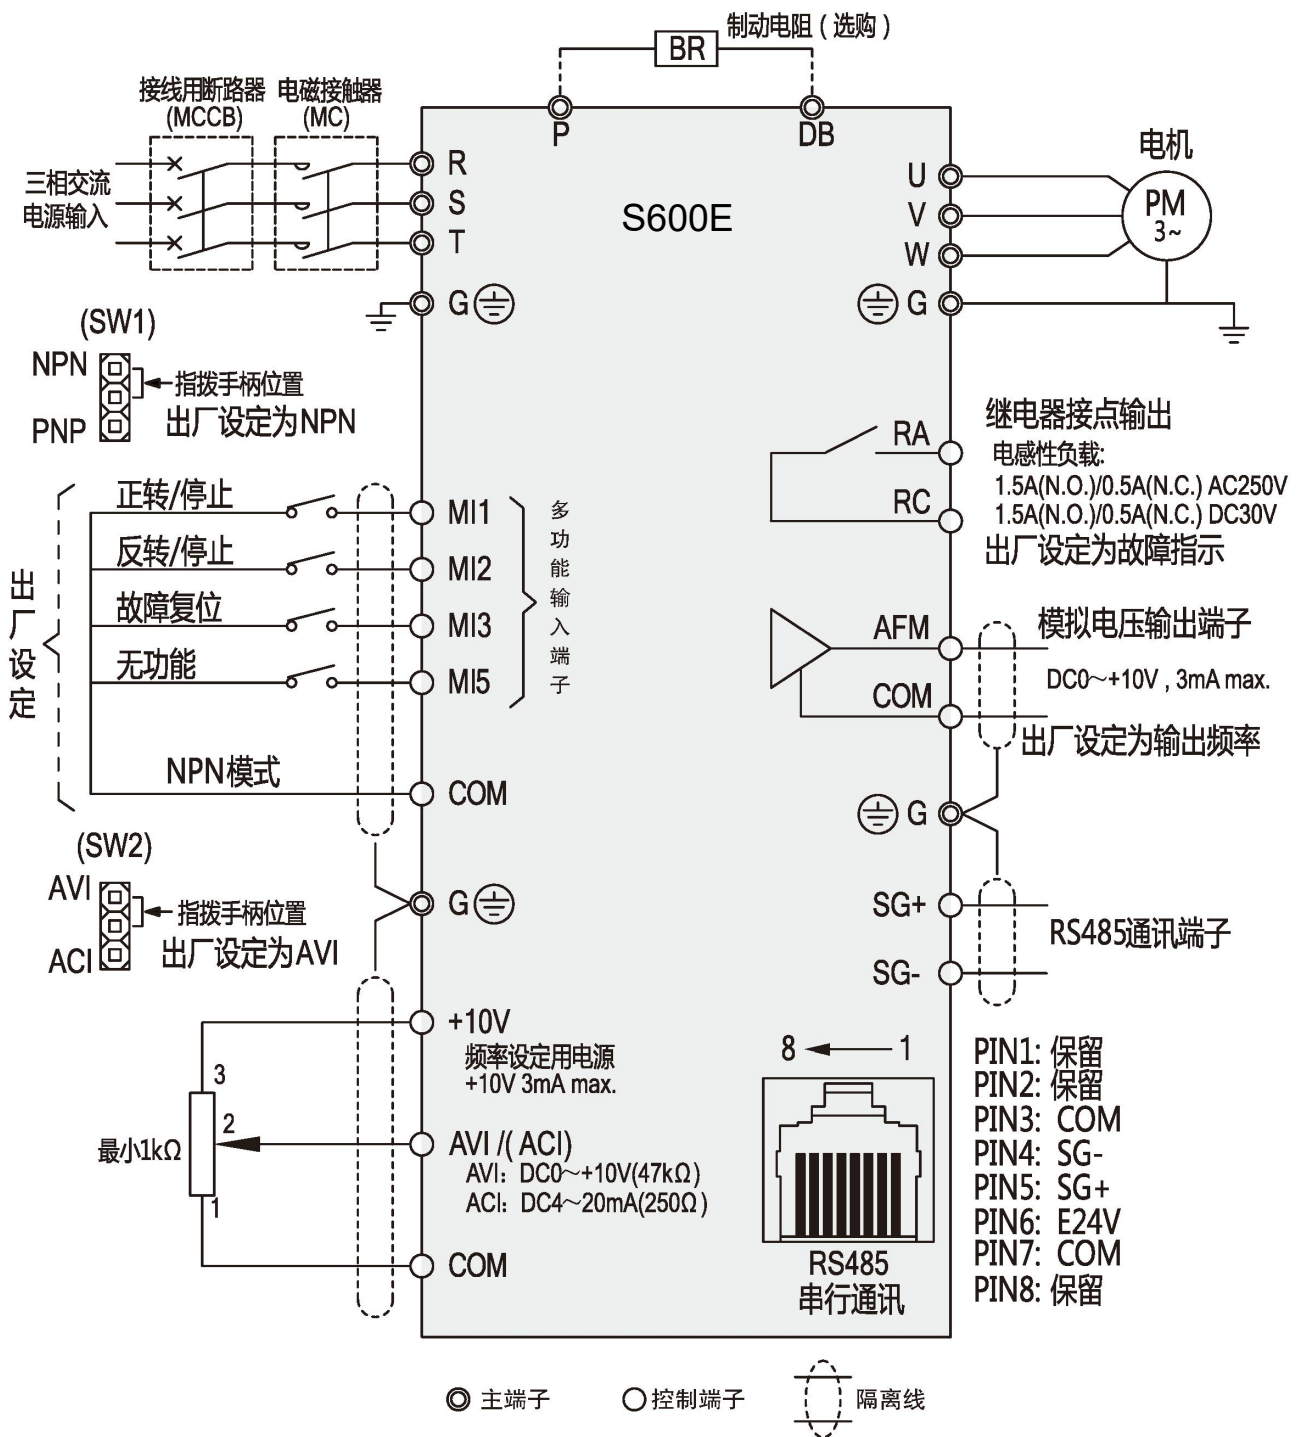 制动电阻（选购）
BR
接线用断路器
(MCCB)
电磁接触器
(MC)
P
DB
三相交流
电源输入
R
S
T
G
S600E
U
V
W
G
电机
PM
3~
(SW1)
NPN
PNP
指拨手柄位置
出厂设定为NPN
RA
RC
继电器接点输出
电感性负载:
1.5A(N.O.)/0.5A(N.C.) AC250V
1.5A(N.O.)/0.5A(N.C.) DC30V
出厂设定为故障指示
出厂设定
正转/停止
反转/停止
故障复位
无功能
NPN模式
MI1
MI2
MI3
MI5
COM
多功能输入端子
AFM
COM
模拟电压输出端子
DC0～+10V , 3mA max.
出厂设定为输出频率
G
(SW2)
AVI
ACI
指拨手柄位置
出厂设定为AVI
G
SG+
SG-
RS485通讯端子
+10V
频率设定用电源
+10V 3mA max.
3
2
1
最小1kΩ
AVI /( ACI)
AVI: DC0～+10V(47kΩ)
ACI: DC4～20mA(250Ω)
COM
8
1
RS485
串行通讯
PIN1: 保留
PIN2: 保留
PIN3: COM
PIN4: SG-
PIN5: SG+
PIN6: E24V
PIN7: COM
PIN8: 保留
主端子
控制端子
隔离线